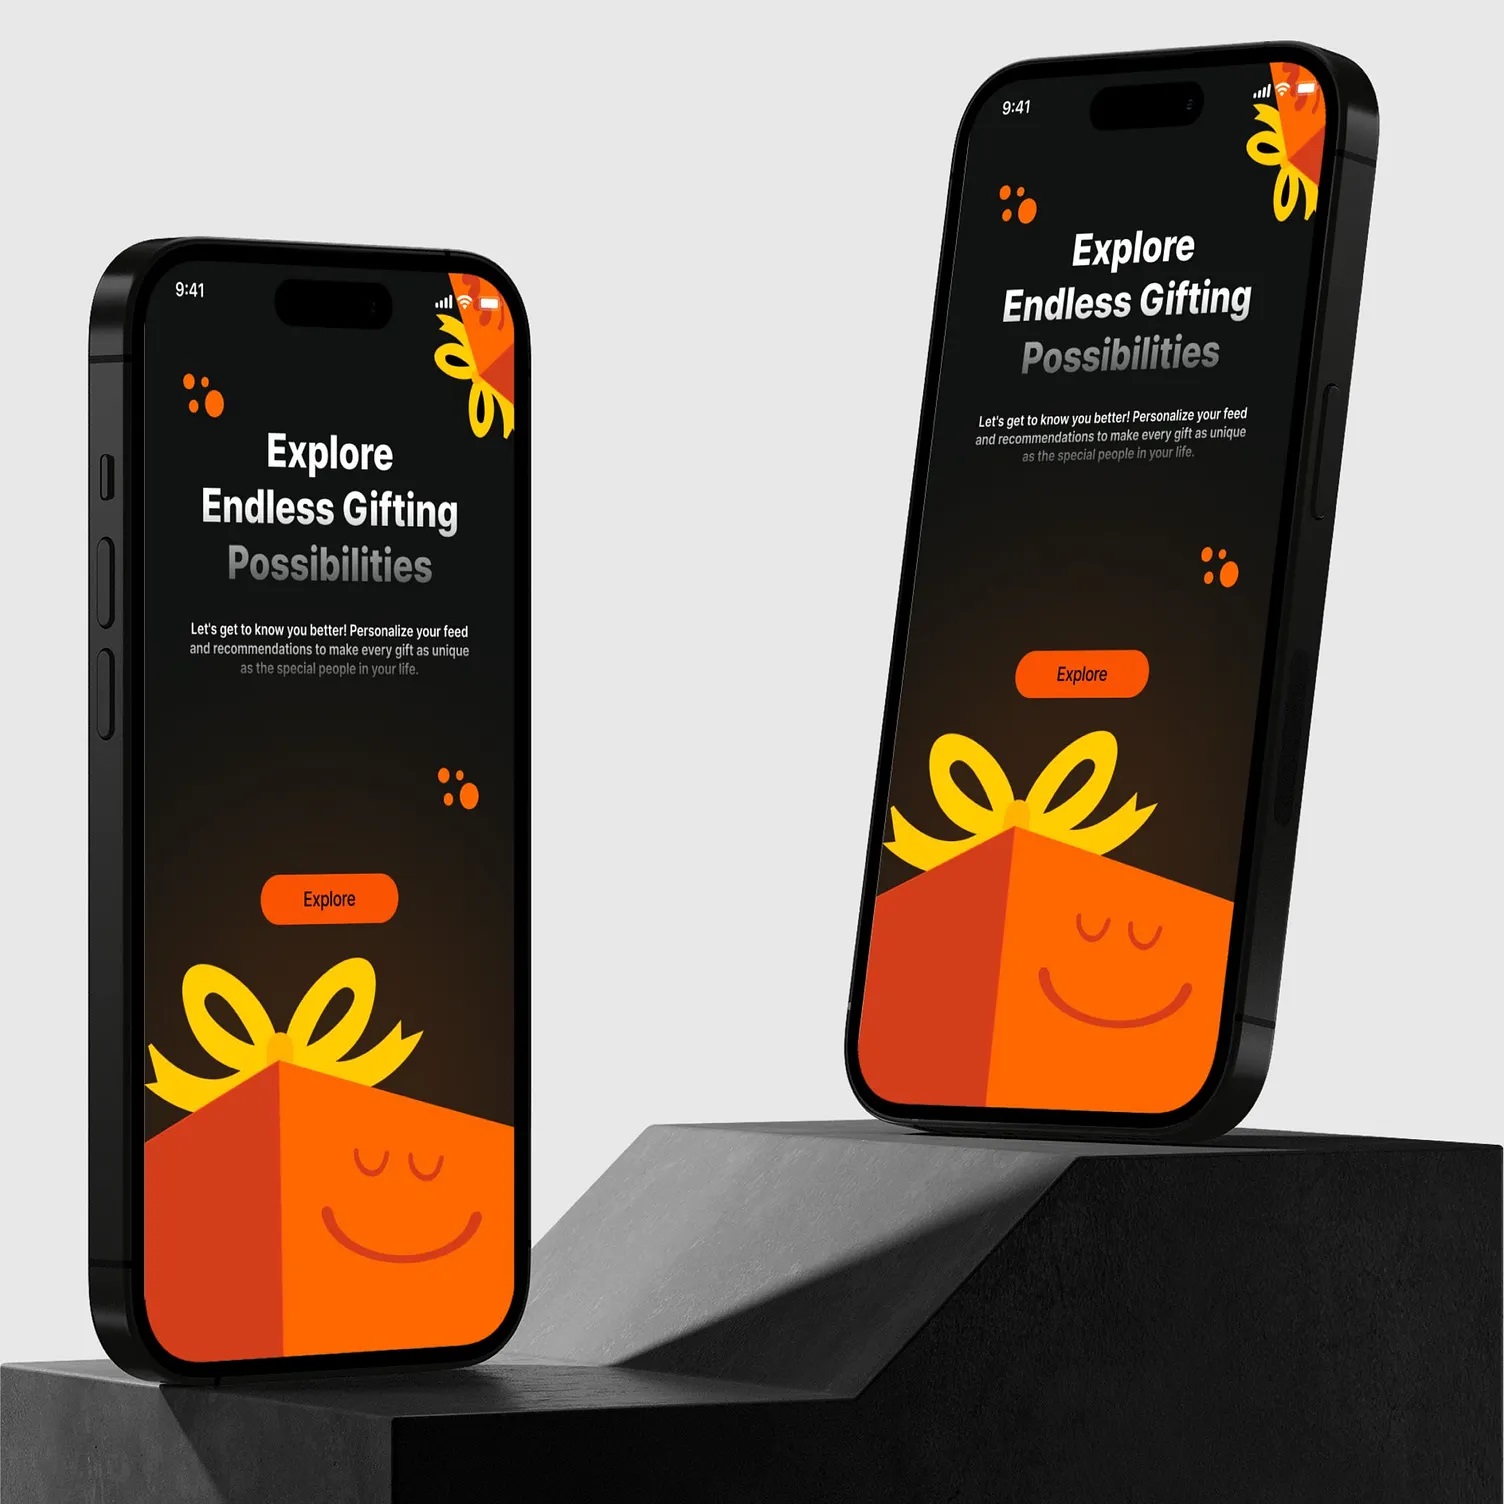 9:41
Explore
Endless Gifting
Possibilities
Let's get to know you better! Personalize your feed
and recommendations to make every gift as unique
as the special people in your life.
Explore
9:41
Explore
Endless Gifting
Possibilities
Let's get to know you better! Personalize your feed
and recommendations to make every gift as unique
as the special people in your life.
Explore